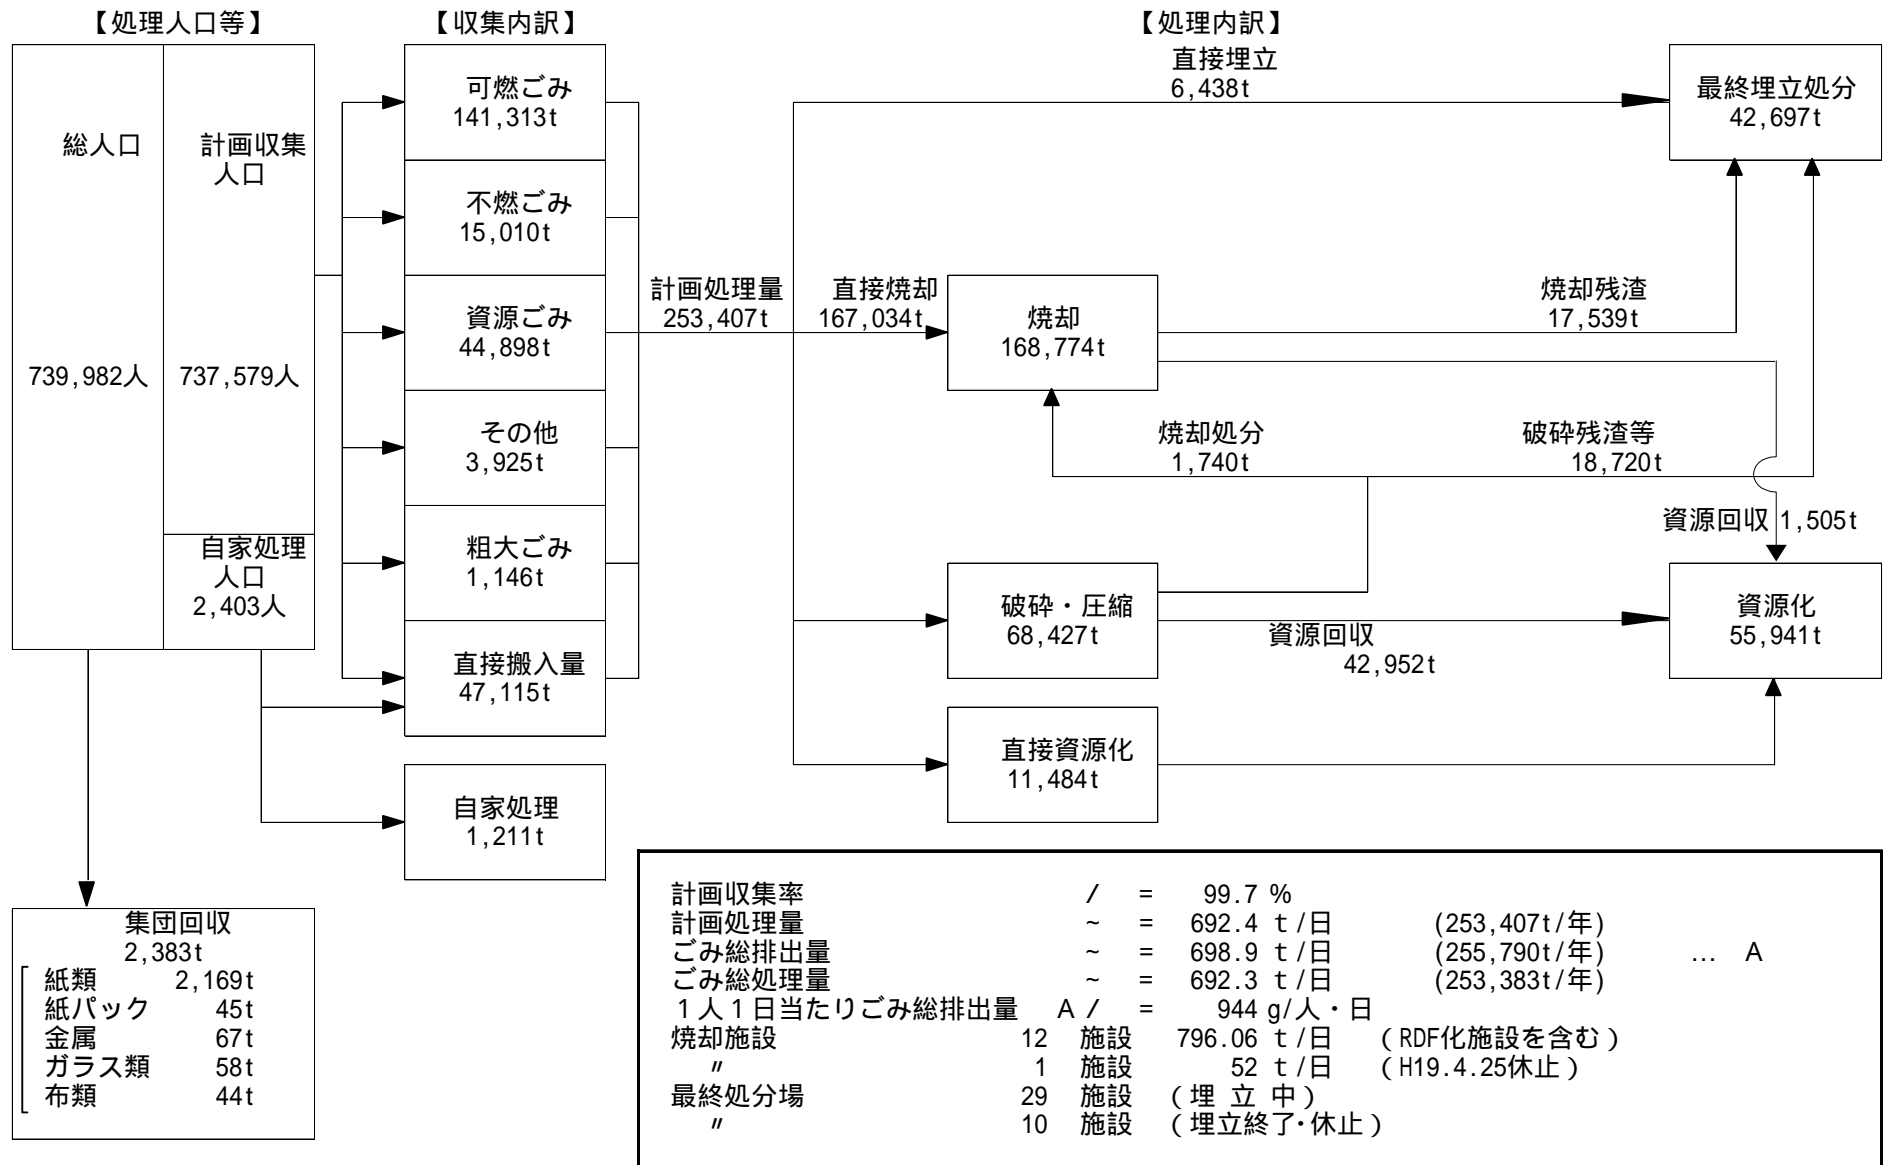 【処理人口等】
【収集内訳】
【処理内訳】
総人口
739,982人
計画収集
人口
737,579人
自家処理
人口
2,403人
可燃ごみ
141,313t
不燃ごみ
15,010t
資源ごみ
44,898t
その他
3,925t
粗大ごみ
1,146t
直接搬入量
47,115t
自家処理
1,211t
集団回収
2,383t
紙類 2,169t
紙パック 45t
金属 67t
ガラス類 58t
布類 44t
計画処理量
253,407t
直接埋立
6,438t
直接焼却
167,034t
焼却
168,774t
焼却残渣
17,539t
最終埋立処分
42,697t
焼却処分
1,740t
破砕残渣等
18,720t
資源回収 1,505t
破砕・圧縮
68,427t
資源回収
42,952t
資源化
55,941t
直接資源化
11,484t
計画収集率 / = 99.7 %
計画処理量 ~ = 692.4 t/日 (253,407t/年)
ごみ総排出量 ~ = 698.9 t/日 (255,790t/年) … A
ごみ総処理量 ~ = 692.3 t/日 (253,383t/年)
1人1日当たりごみ総排出量 A / = 944 g/人・日
焼却施設 12 施設 796.06 t/日 (RDF化施設を含む)
〃 1 施設 52 t/日 (H19.4.25休止)
最終処分場 29 施設 (埋 立 中)
〃 10 施設 (埋立終了・休止)